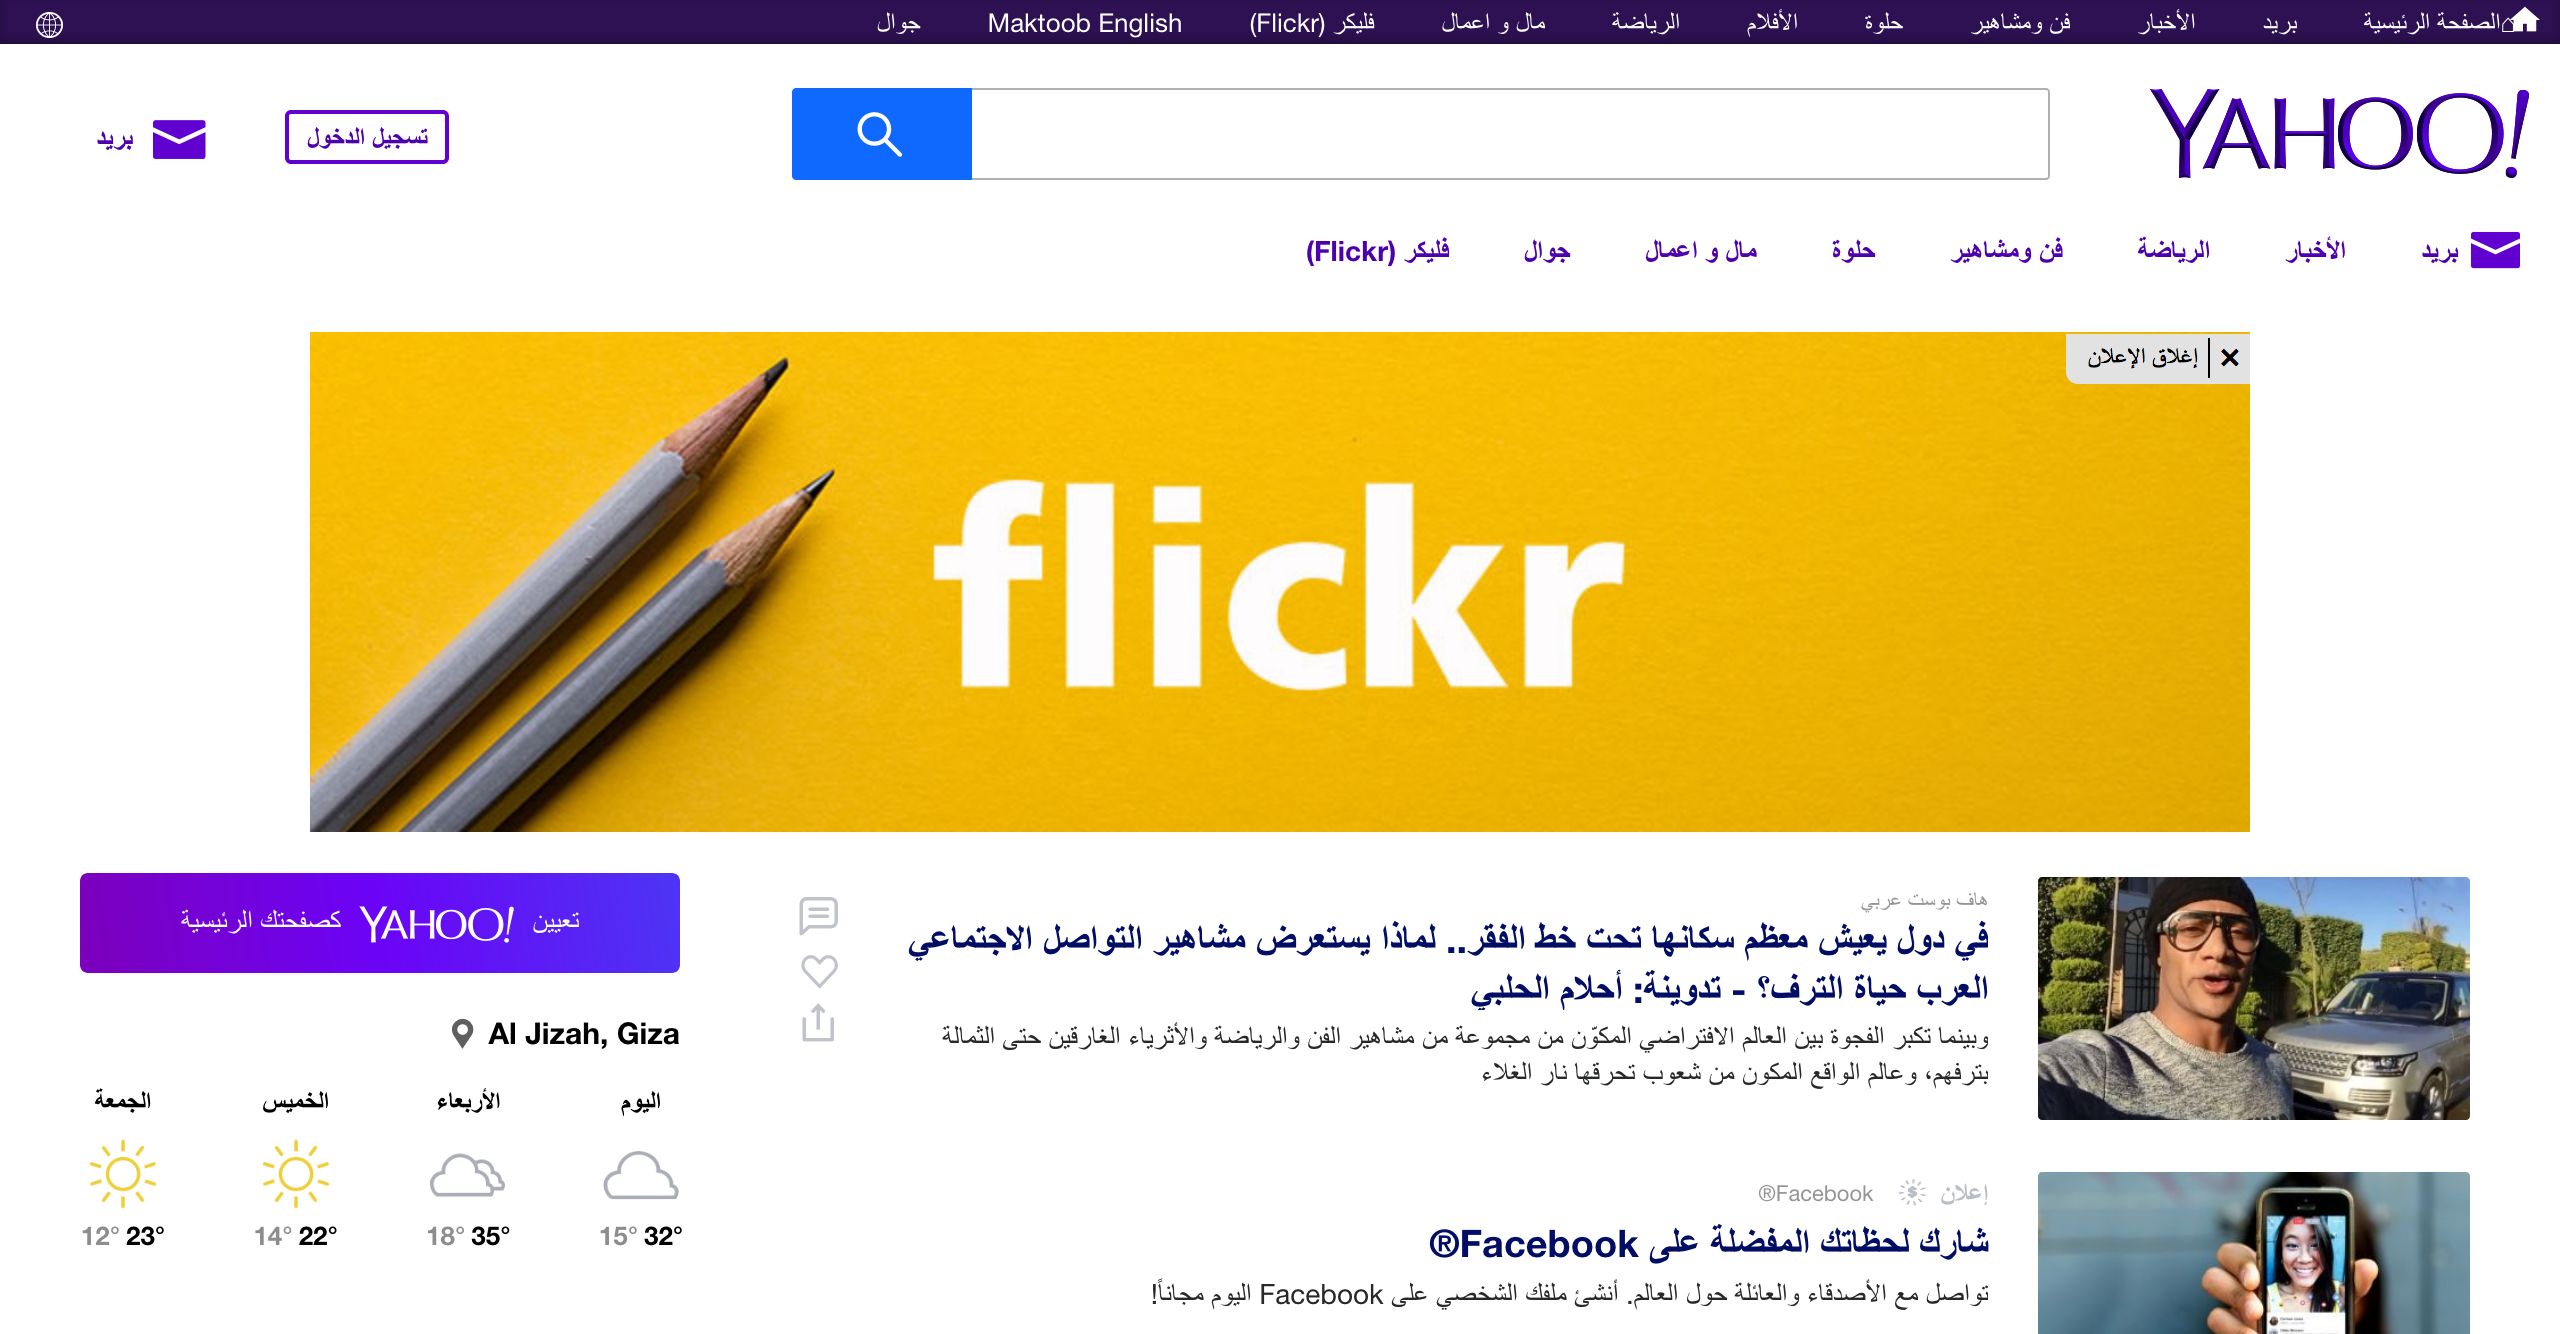 الصفحة الرئيسية بريد الأخبار فن ومشاهير حلوة الأفلام الرياضة مال و اعمال فليكر (Flickr) Maktoob English جوال
YAHOO!
تسجيل الدخول
بريد
بريد الأخبار الرياضة فن ومشاهير حلوة مال و اعمال جوال فليكر (Flickr)
إغلاق الإعلان
flickr
هاف بوست عربي
في دول يعيش معظم سكانها تحت خط الفقر.. لماذا يستعرض مشاهير التواصل الاجتماعي
العرب حياة الترف؟ - تدوينة: أحلام الحلبي
وبينما تكبر الفجوة بين العالم الافتراضي المكوّن من مجموعة من مشاهير الفن والرياضة والأثرياء الغارقين حتى الثمالة
بترفهم، وعالم الواقع المكون من شعوب تحرقها نار الغلاء
إعلان Facebook®
شارك لحظاتك المفضلة على Facebook®
تواصل مع الأصدقاء والعائلة حول العالم. أنشئ ملفك الشخصي على Facebook اليوم مجاناً!
تعيين YAHOO! كصفحتك الرئيسية
Al Jizah, Giza
اليوم الأربعاء الخميس الجمعة
15° 32° 18° 35° 14° 22° 12° 23°